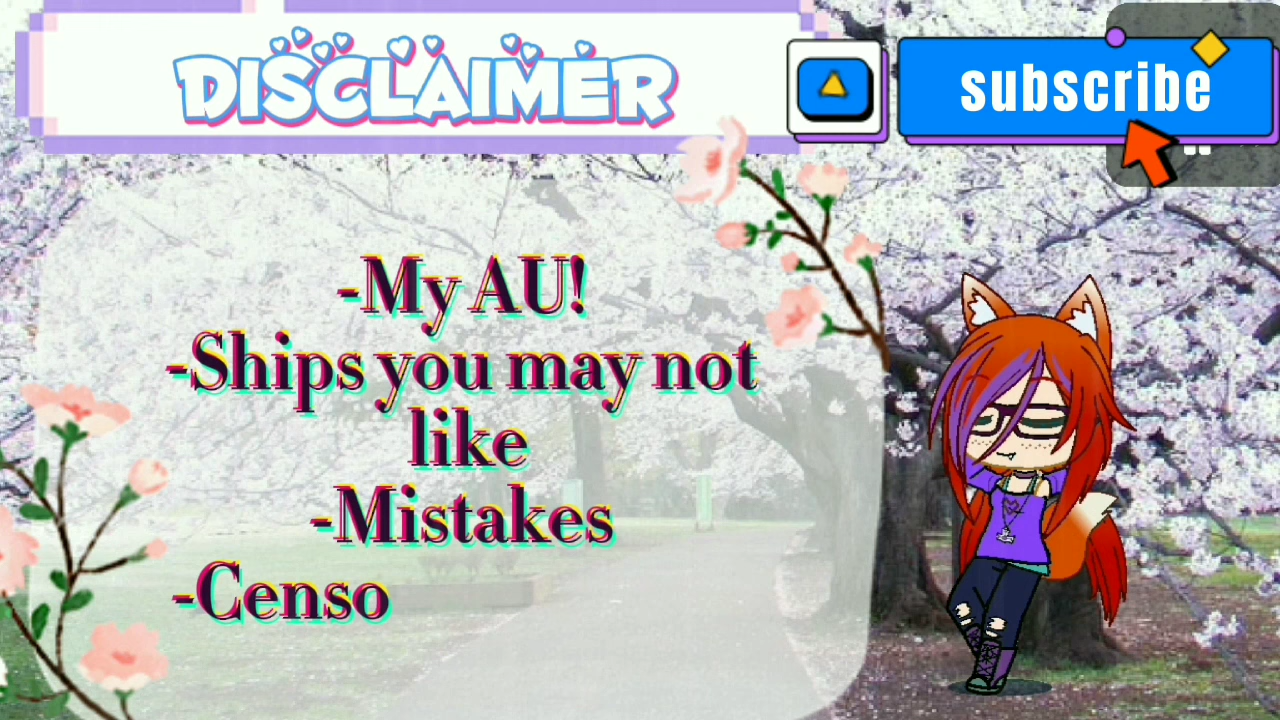 DISCLAIMER
subscribe
-My AU!
-Ships you may not
like
-Mistakes
-Censo